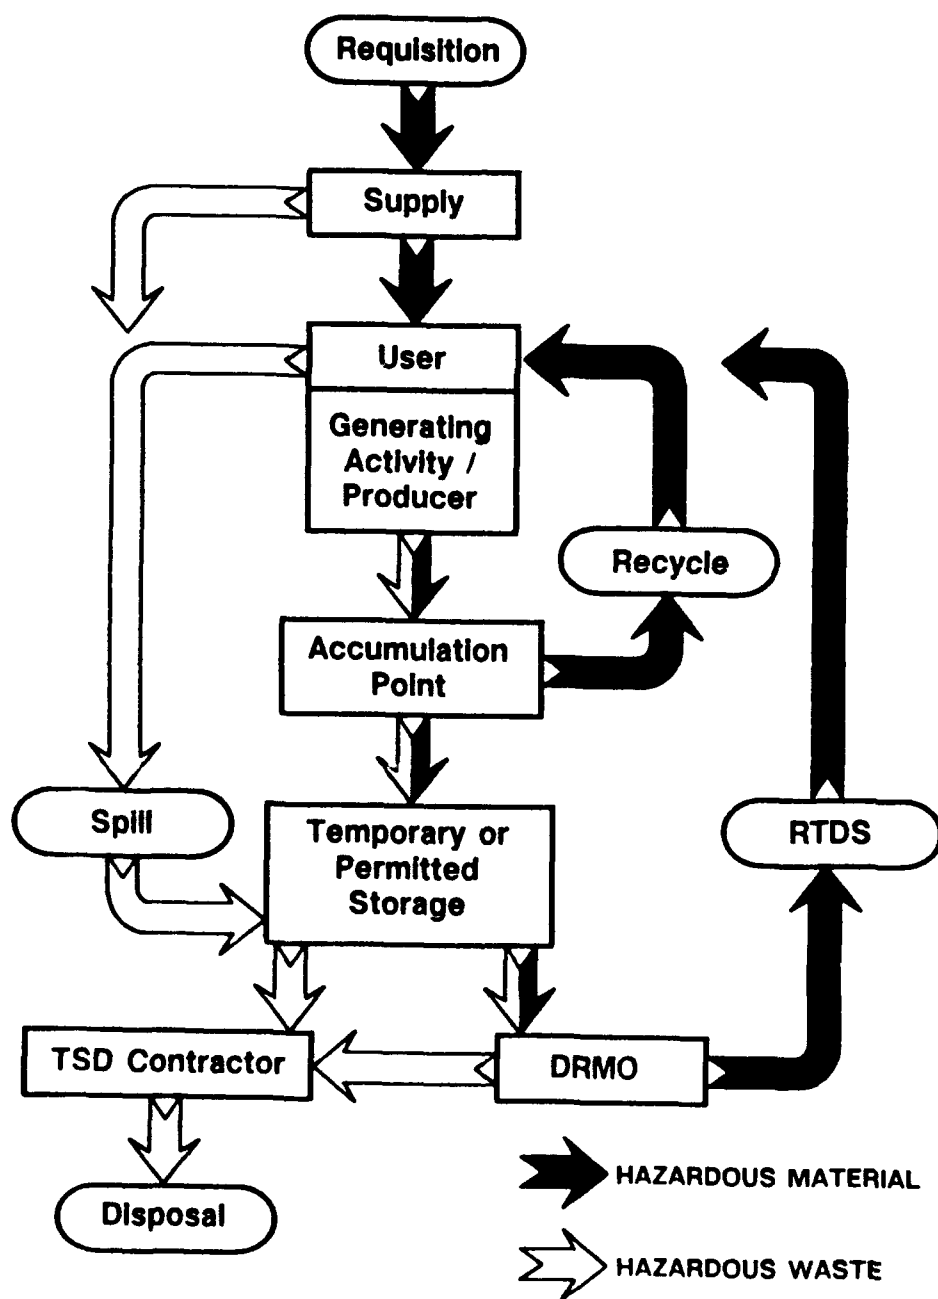 Requisition
Supply
User
Generating
Activity /
Producer
Recycle
Accumulation
Point
Spill
Temporary or
Permitted
Storage
RTDS
TSD Contractor
DRMO
Disposal
HAZARDOUS MATERIAL
HAZARDOUS WASTE